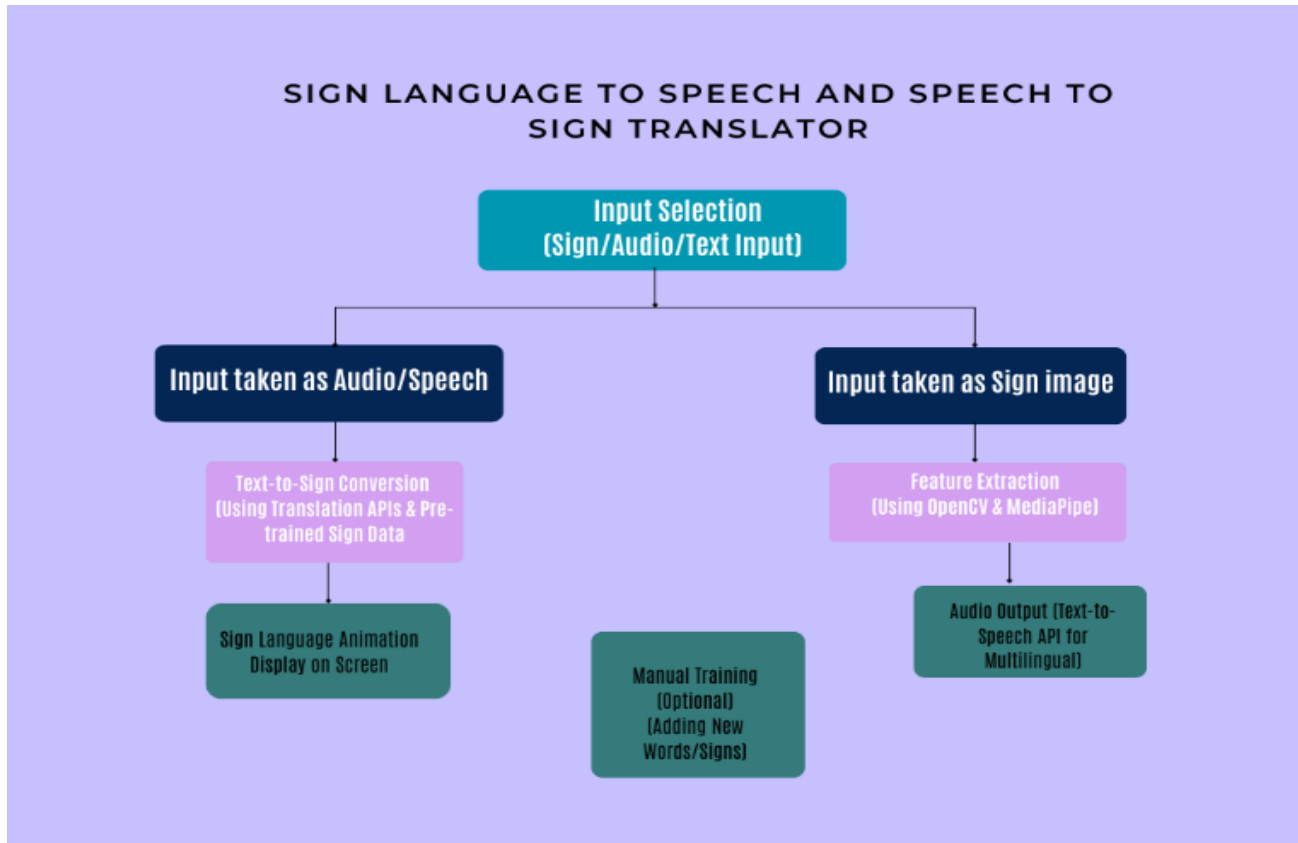 SIGN LANGUAGE TO SPEECH AND SPEECH TO
SIGN TRANSLATOR
Input Selection
(Sign/Audio/Text Input)
Input taken as Audio/Speech
Input taken as Sign image
Text-to-Sign Conversion
(Using Translation APIs & Pre-
trained Sign Data
Feature Extraction
(Using OpenCV & MediaPipe)
Sign Language Animation
Display on Screen
Audio Output (Text-to-
Speech API for
Multilingual)
Manual Training
(Optional)
(Adding New
Words/Signs)